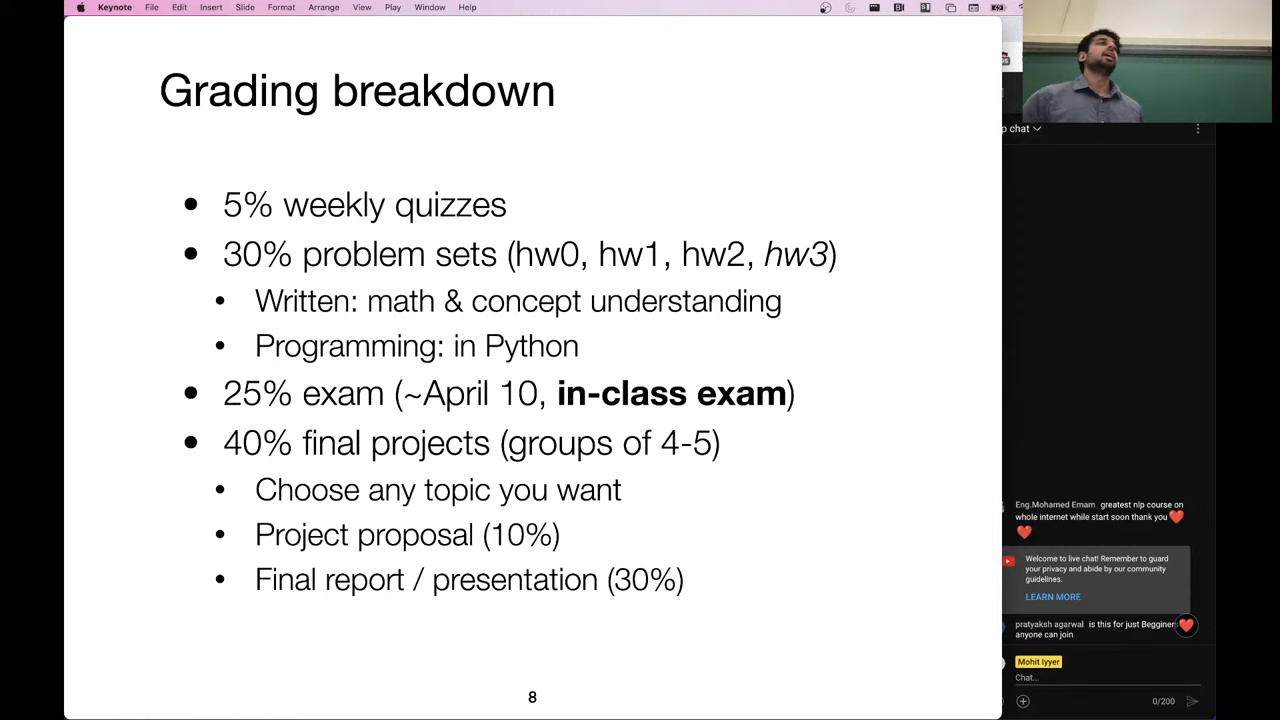 Keynote File Edit Insert Slide Format Arrange View Play Window Help
Grading breakdown
• 5% weekly quizzes
• 30% problem sets (hw0, hw1, hw2, hw3)
• Written: math & concept understanding
• Programming: in Python
• 25% exam (~April 10, in-class exam)
• 40% final projects (groups of 4-5)
• Choose any topic you want
• Project proposal (10%)
• Final report / presentation (30%)
8
p chat
Eng.Mohamed Emam greatest nlp course on
whole internet while start soon thank you
Welcome to live chat! Remember to guard
your privacy and abide by our community
guidelines.
LEARN MORE
pratyaksh agarwal is this for just Begginer
anyone can join
Mohit Iyyer
Chat...
0/200